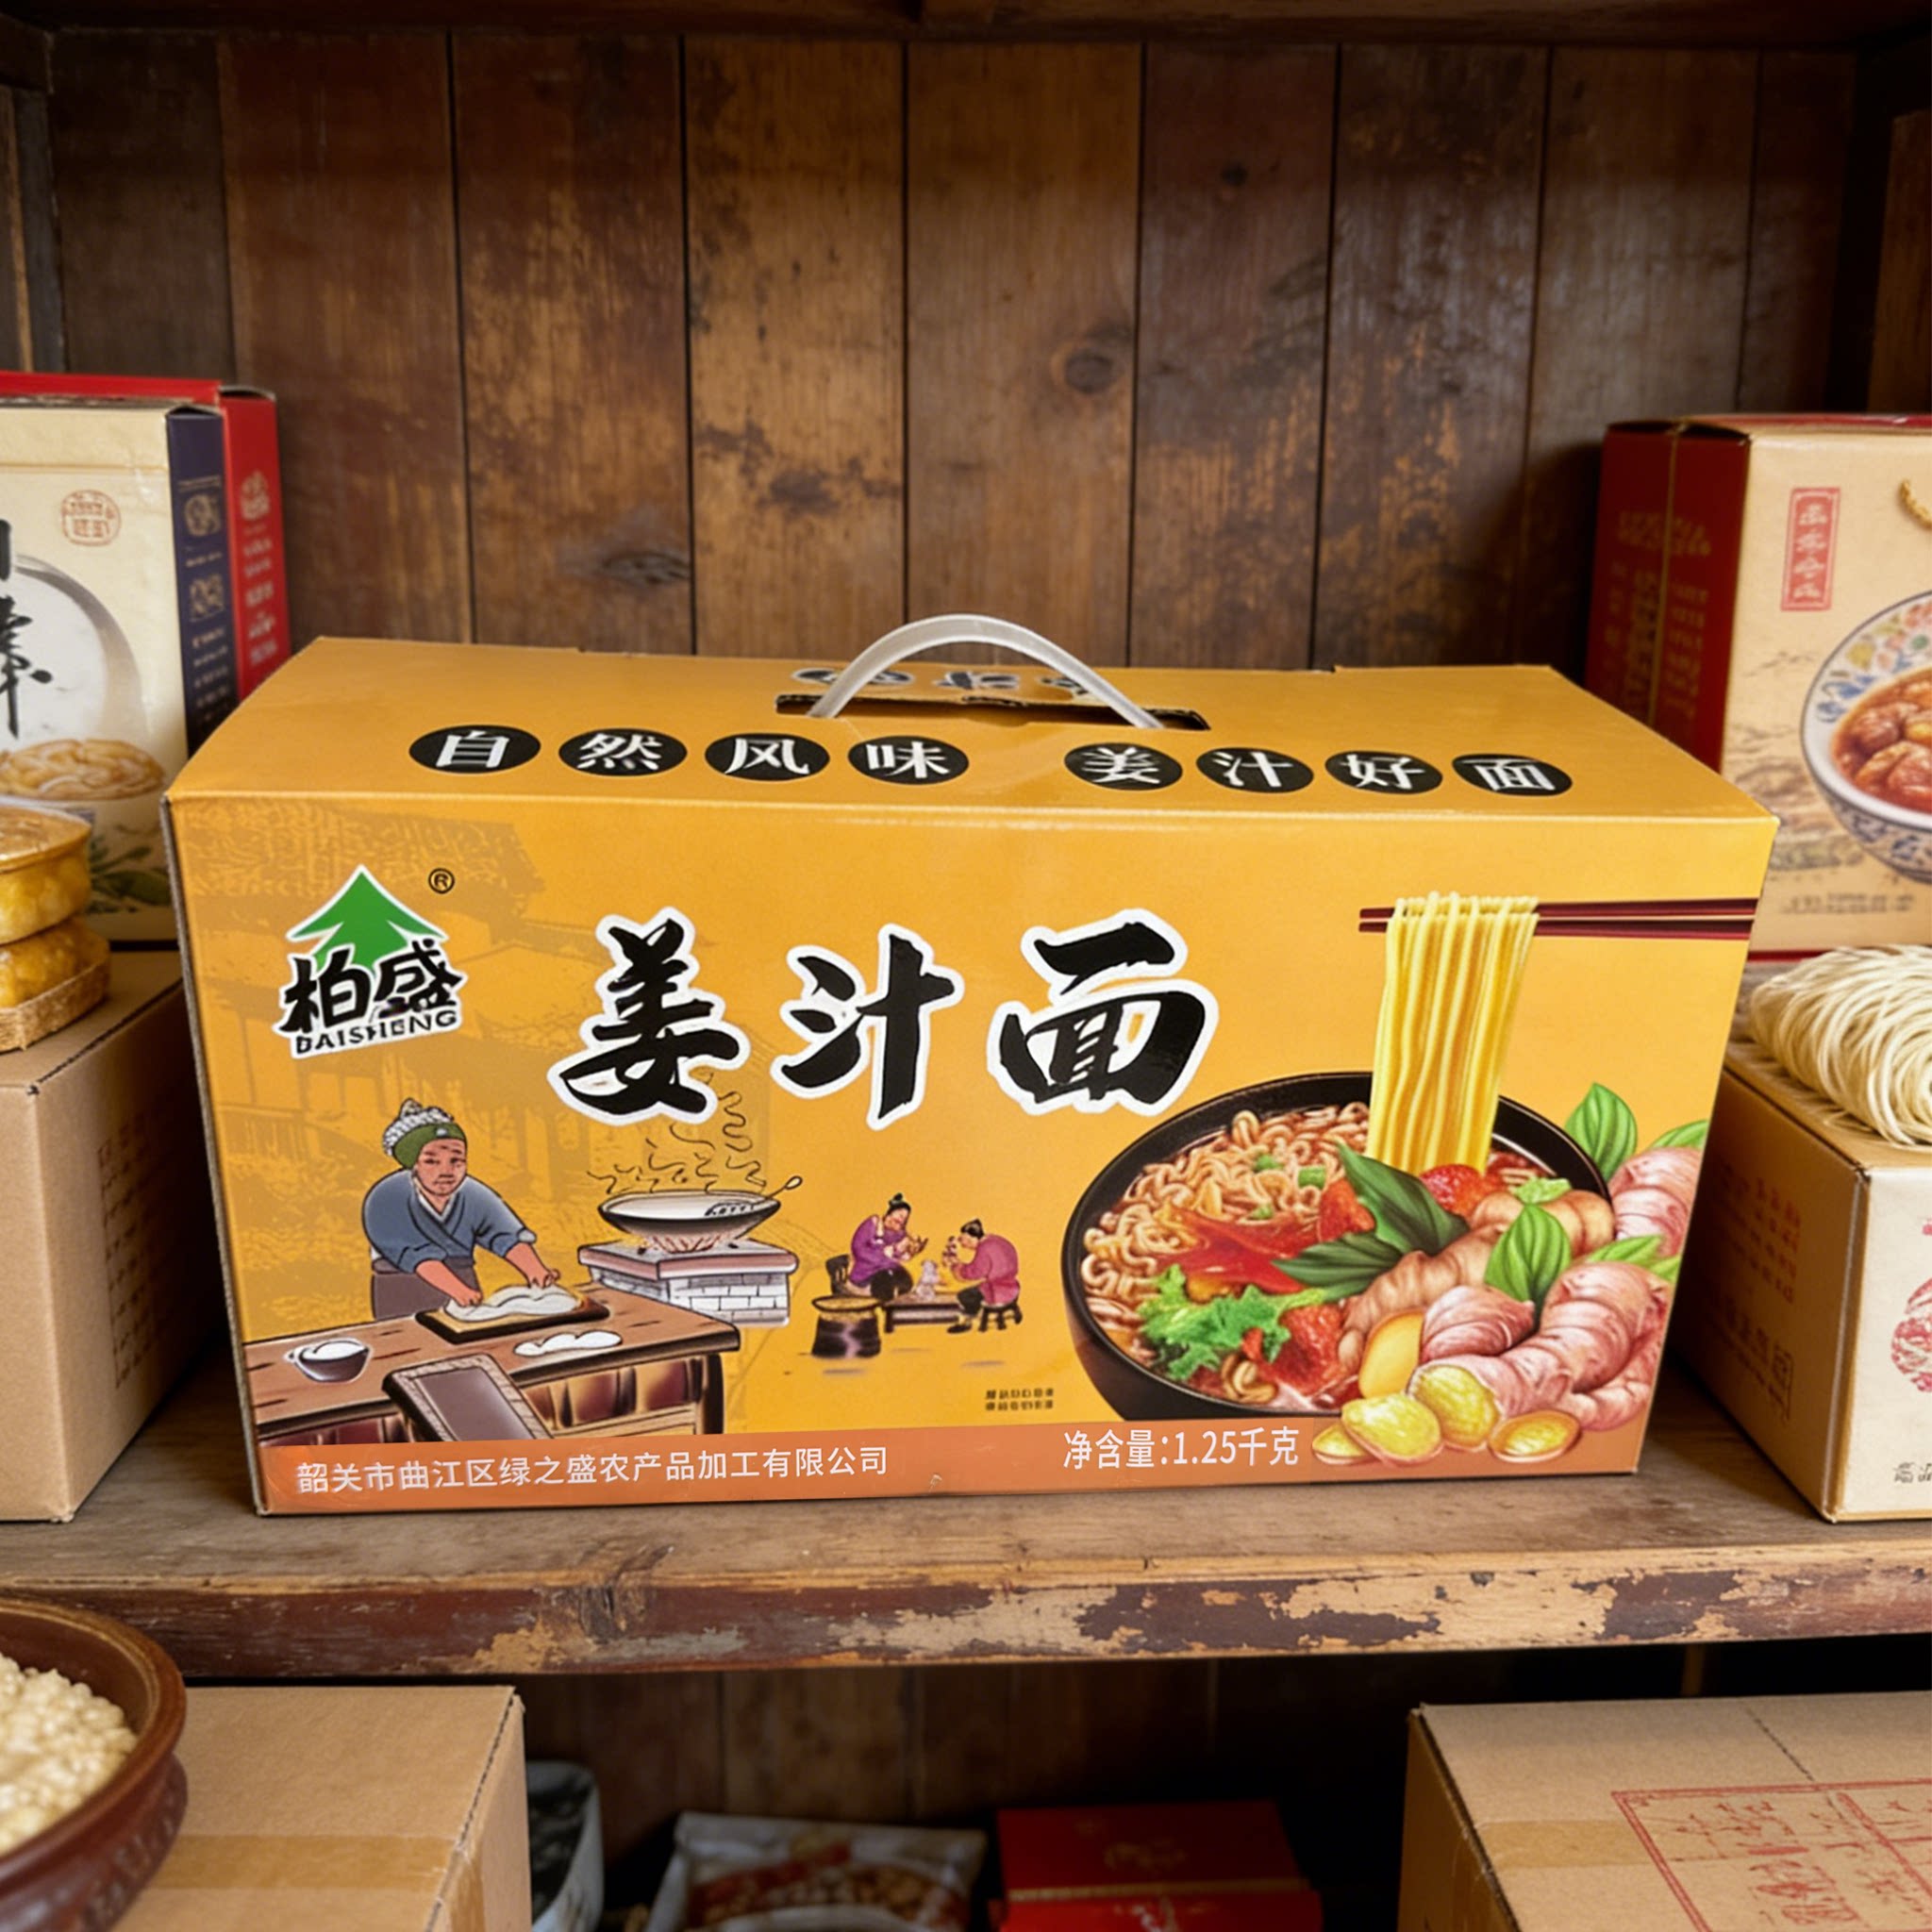 自然风味 姜汁好面
®
柏盛
BAISHENG
姜汁面
韶关市曲江区绿之盛农产品加工有限公司
净含量:1.25千克